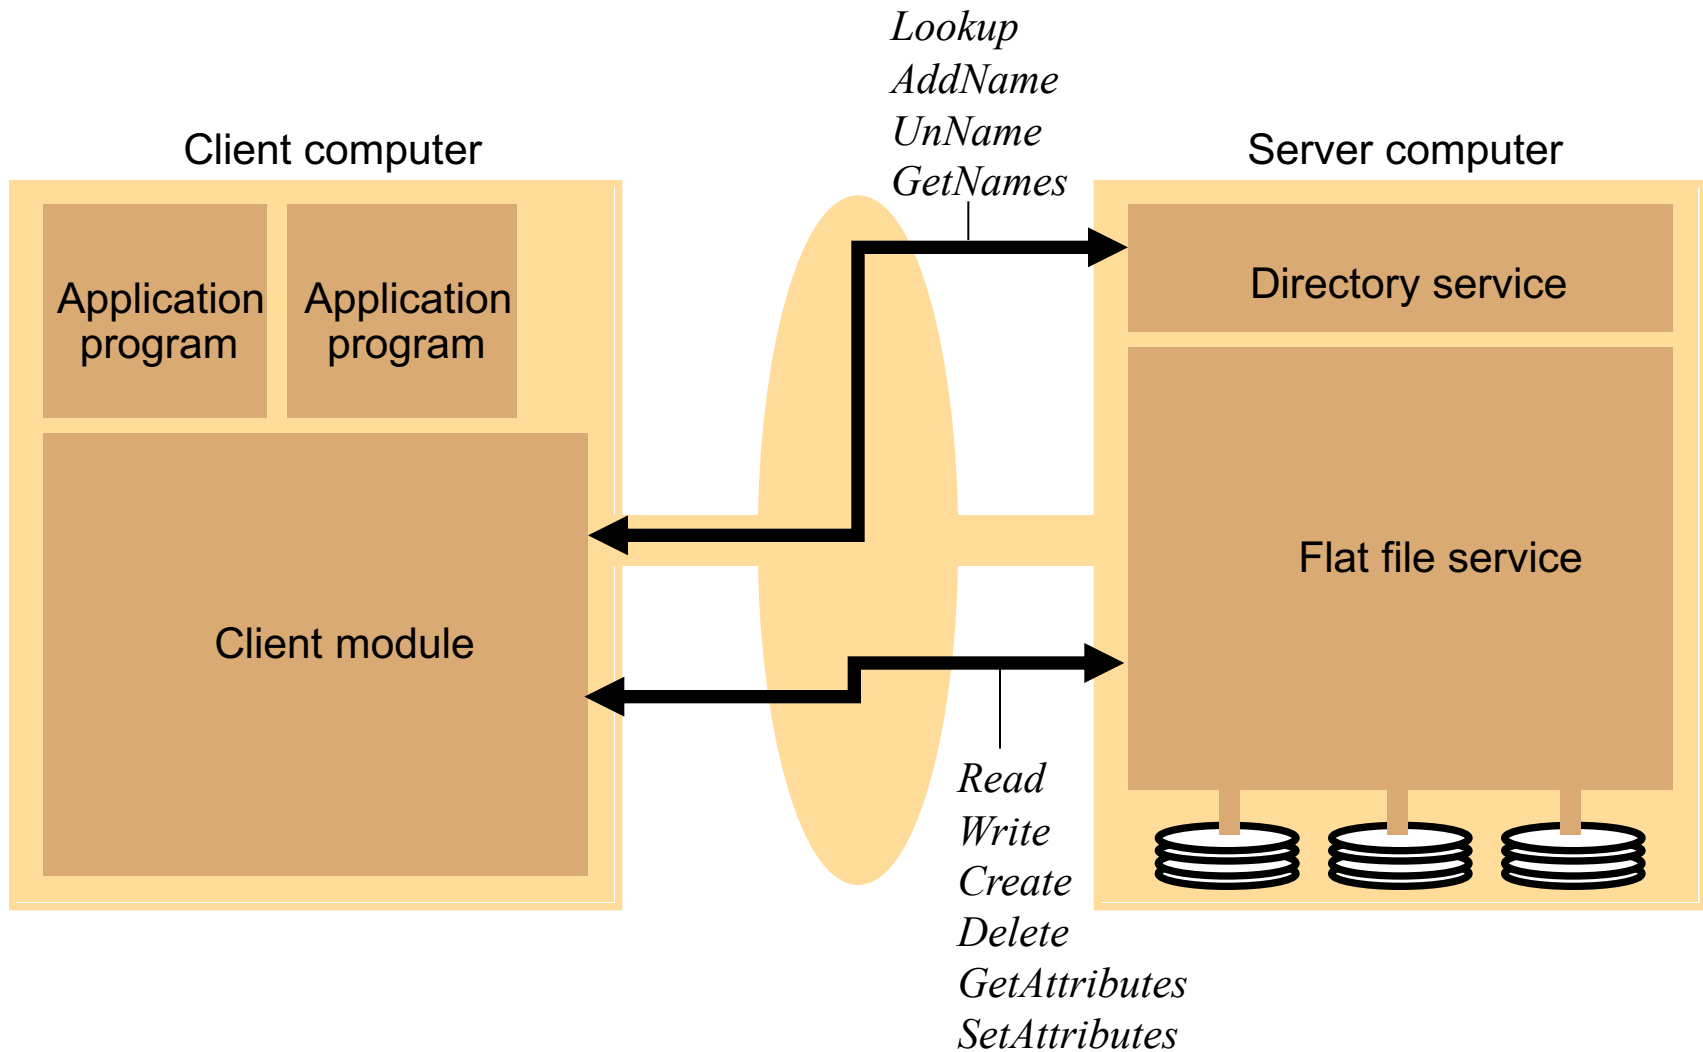 Lookup
AddName
UnName
GetNames
Client computer
Server computer
Application
program
Application
program
Directory service
Client module
Flat file service
Read
Write
Create
Delete
GetAttributes
SetAttributes